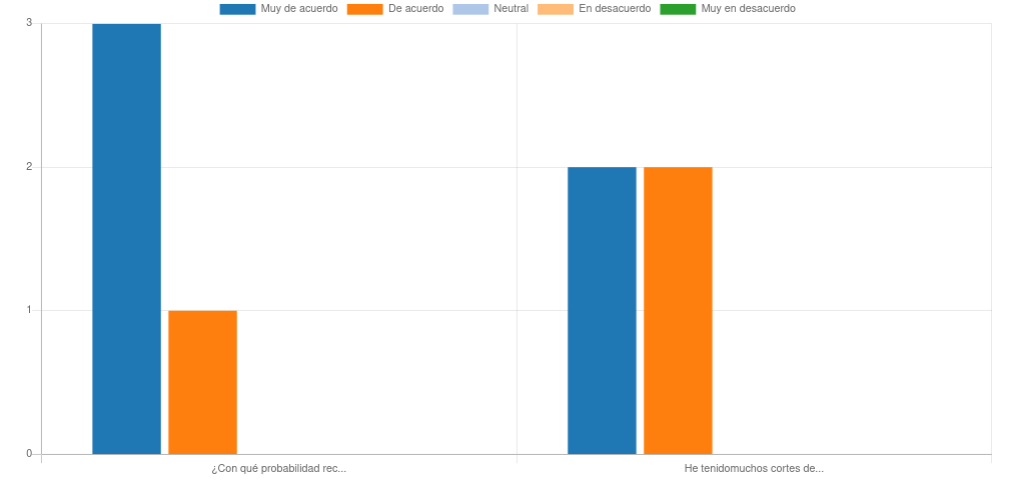 Muy de acuerdo De acuerdo Neutral En desacuerdo Muy en desacuerdo
3
2
1
0
¿Con qué probabilidad rec... He tenidomuchos cortes de...